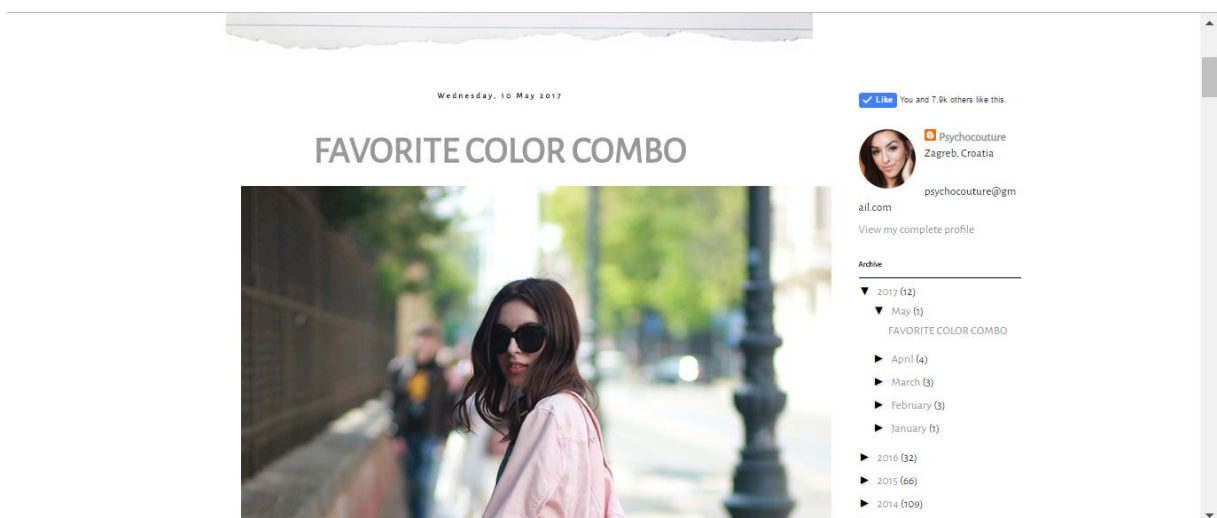 Wednesday, 10 May 2017
FAVORITE COLOR COMBO
Like You and 7.9k others like this.
Psychocouture
Zagreb, Croatia
psychocouture@gm
ail.com
View my complete profile
Archive
▼ 2017 (12)
▼ May (1)
FAVORITE COLOR COMBO
► April (4)
► March (3)
► February (3)
► January (1)
► 2016 (32)
► 2015 (66)
► 2014 (109)